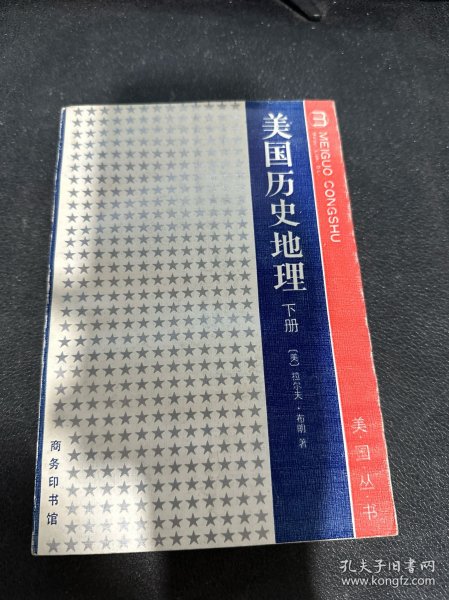 MEIGUO CONGSHU
美国历史地理
下册
〔美〕拉尔夫·布朗 著
美国丛书
商务印书馆
孔夫子旧书网
www.kongfz.com